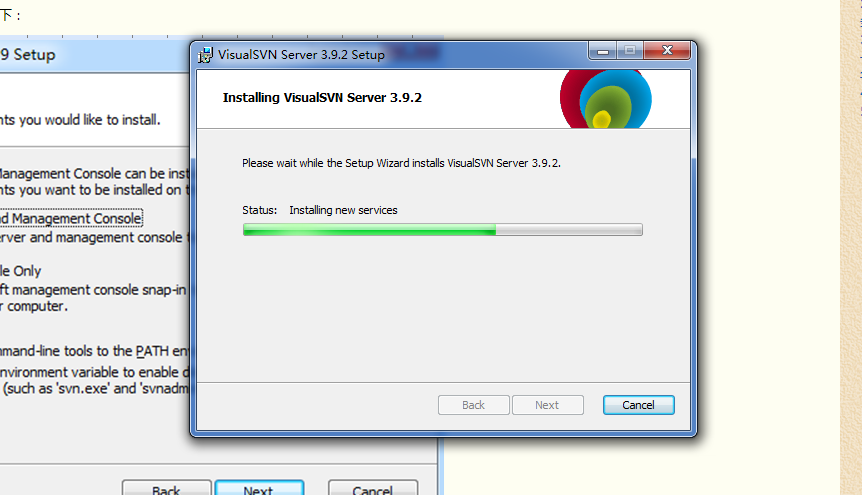 下：
9 Setup
nts you would like to install.
Management Console can be inst
nts you want to be installed on t
nd Management Console
erver and management console t
le Only
ft management console snap-in
r computer.
mmand-line tools to the PATH en
nvironment variable to enable d
(such as 'svn.exe' and 'svnadm
Back
Next
Cancel
VisualSVN Server 3.9.2 Setup
Installing VisualSVN Server 3.9.2
Please wait while the Setup Wizard installs VisualSVN Server 3.9.2.
Status: Installing new services
Back
Next
Cancel